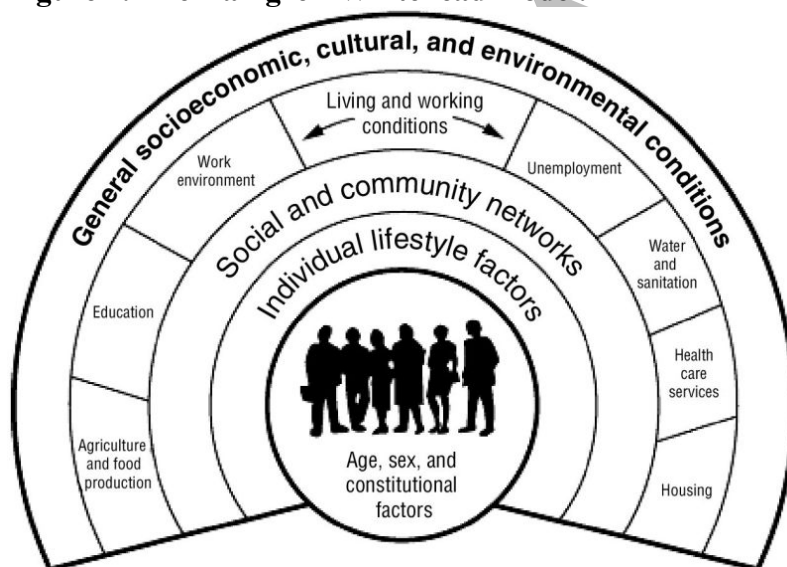 General socioeconomic, cultural, and environmental conditions
Living and working
conditions
Work
environment
Unemployment
Social and community networks
Water
and
sanitation
Individual lifestyle factors
Education
Health
care
services
Agriculture
and food
production
Housing
Age, sex, and
constitutional
factors